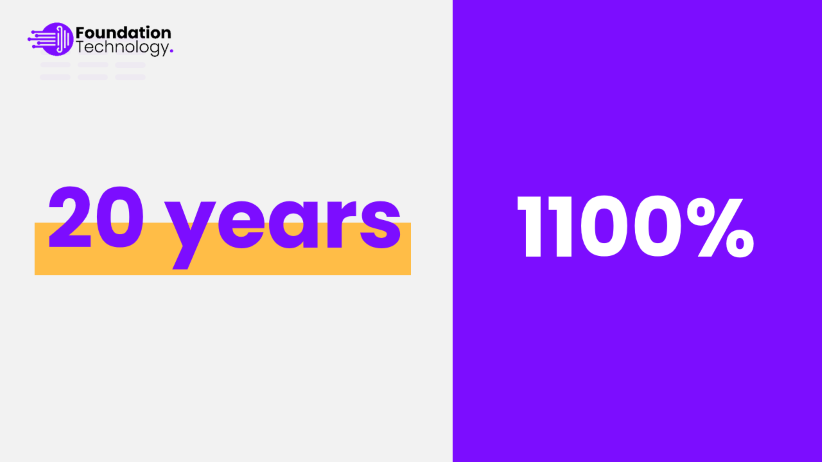 Foundation
Technology.
20 years
1100%